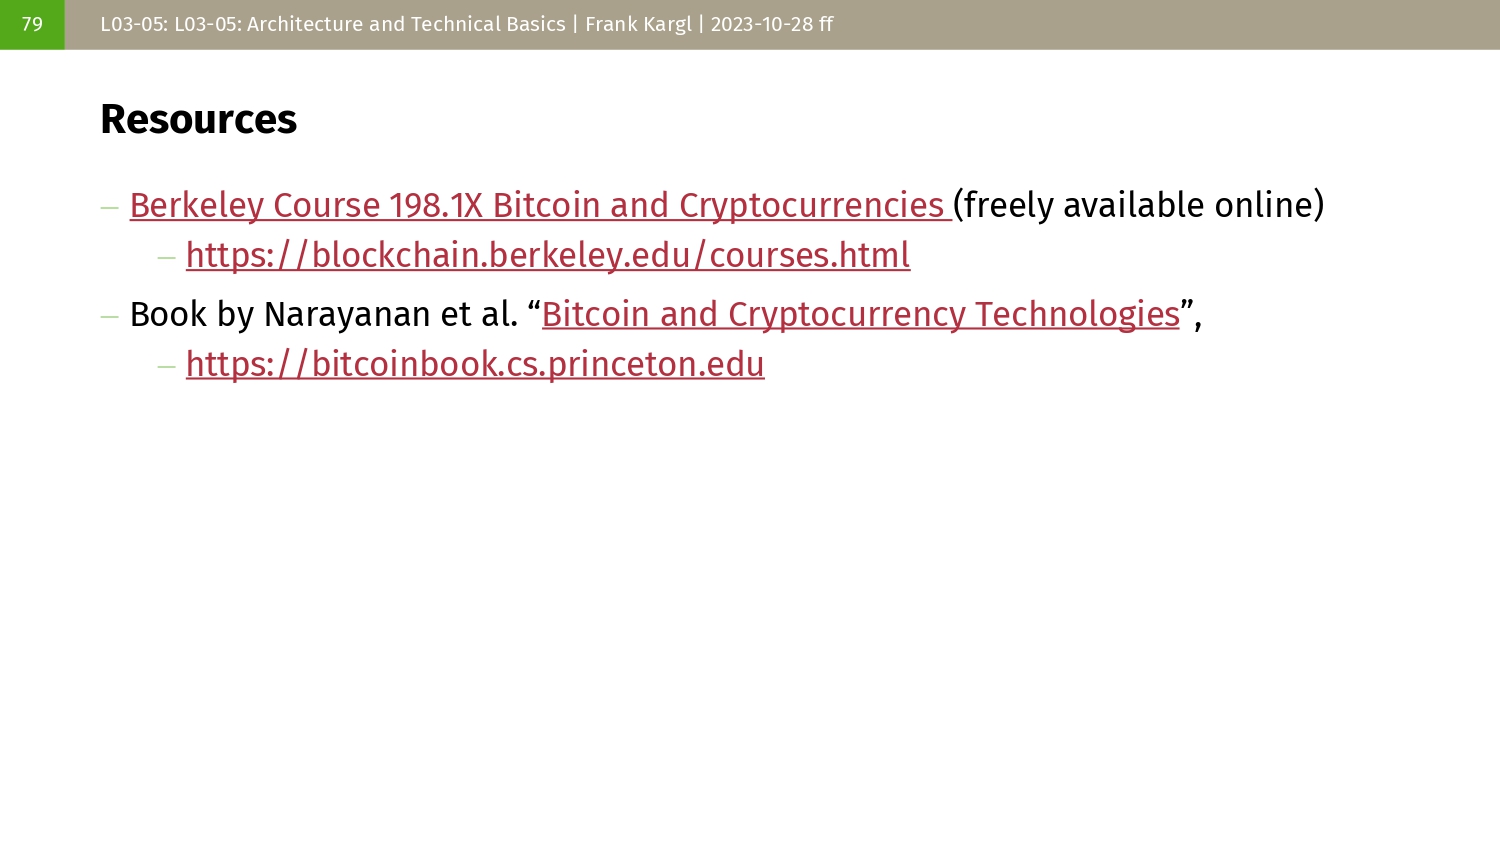 79
L03-05: L03-05: Architecture and Technical Basics | Frank Kargl | 2023-10-28 ff
Resources
– Berkeley Course 198.1X Bitcoin and Cryptocurrencies (freely available online)
– https://blockchain.berkeley.edu/courses.html
– Book by Narayanan et al. “Bitcoin and Cryptocurrency Technologies”,
– https://bitcoinbook.cs.princeton.edu